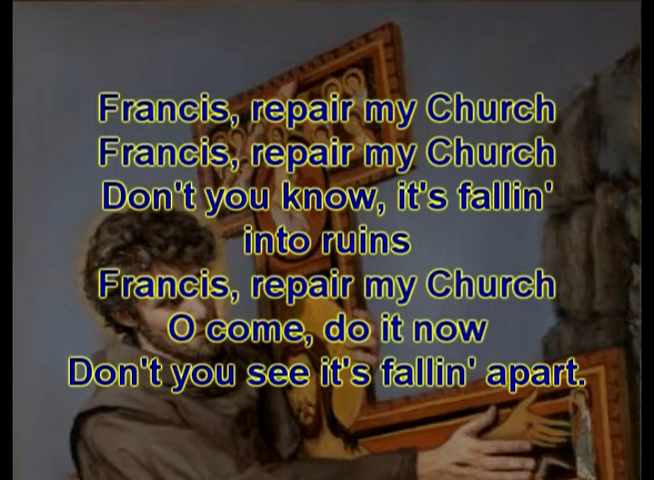 Francis, repair my Church
Francis, repair my Church
Don't you know, it's fallin'
into ruins
Francis, repair my Church
O come, do it now
Don't you see it's fallin' apart.